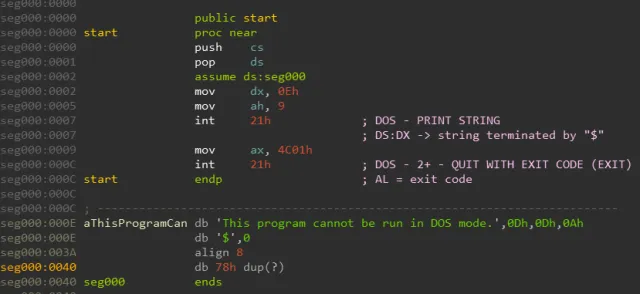 seg000:0000
seg000:0000 public start
seg000:0000 start proc near
seg000:0000 push cs
seg000:0001 pop ds
seg000:0002 assume ds:seg000
seg000:0002 mov dx, 0Eh
seg000:0005 mov ah, 9
seg000:0007 int 21h ; DOS - PRINT STRING
seg000:0007 ; DS:DX -> string terminated by "$"
seg000:0009 mov ax, 4C01h
seg000:000C int 21h ; DOS - 2+ - QUIT WITH EXIT CODE (EXIT)
seg000:000C start endp ; AL = exit code
seg000:000C
seg000:000C ; ---------------------------------------------------------------------------
seg000:000E aThisProgramCan db 'This program cannot be run in DOS mode.',0Dh,0Dh,0Ah
seg000:000E db '$',0
seg000:003A align 8
seg000:0040 db 78h dup(?)
seg000:0040 seg000 ends